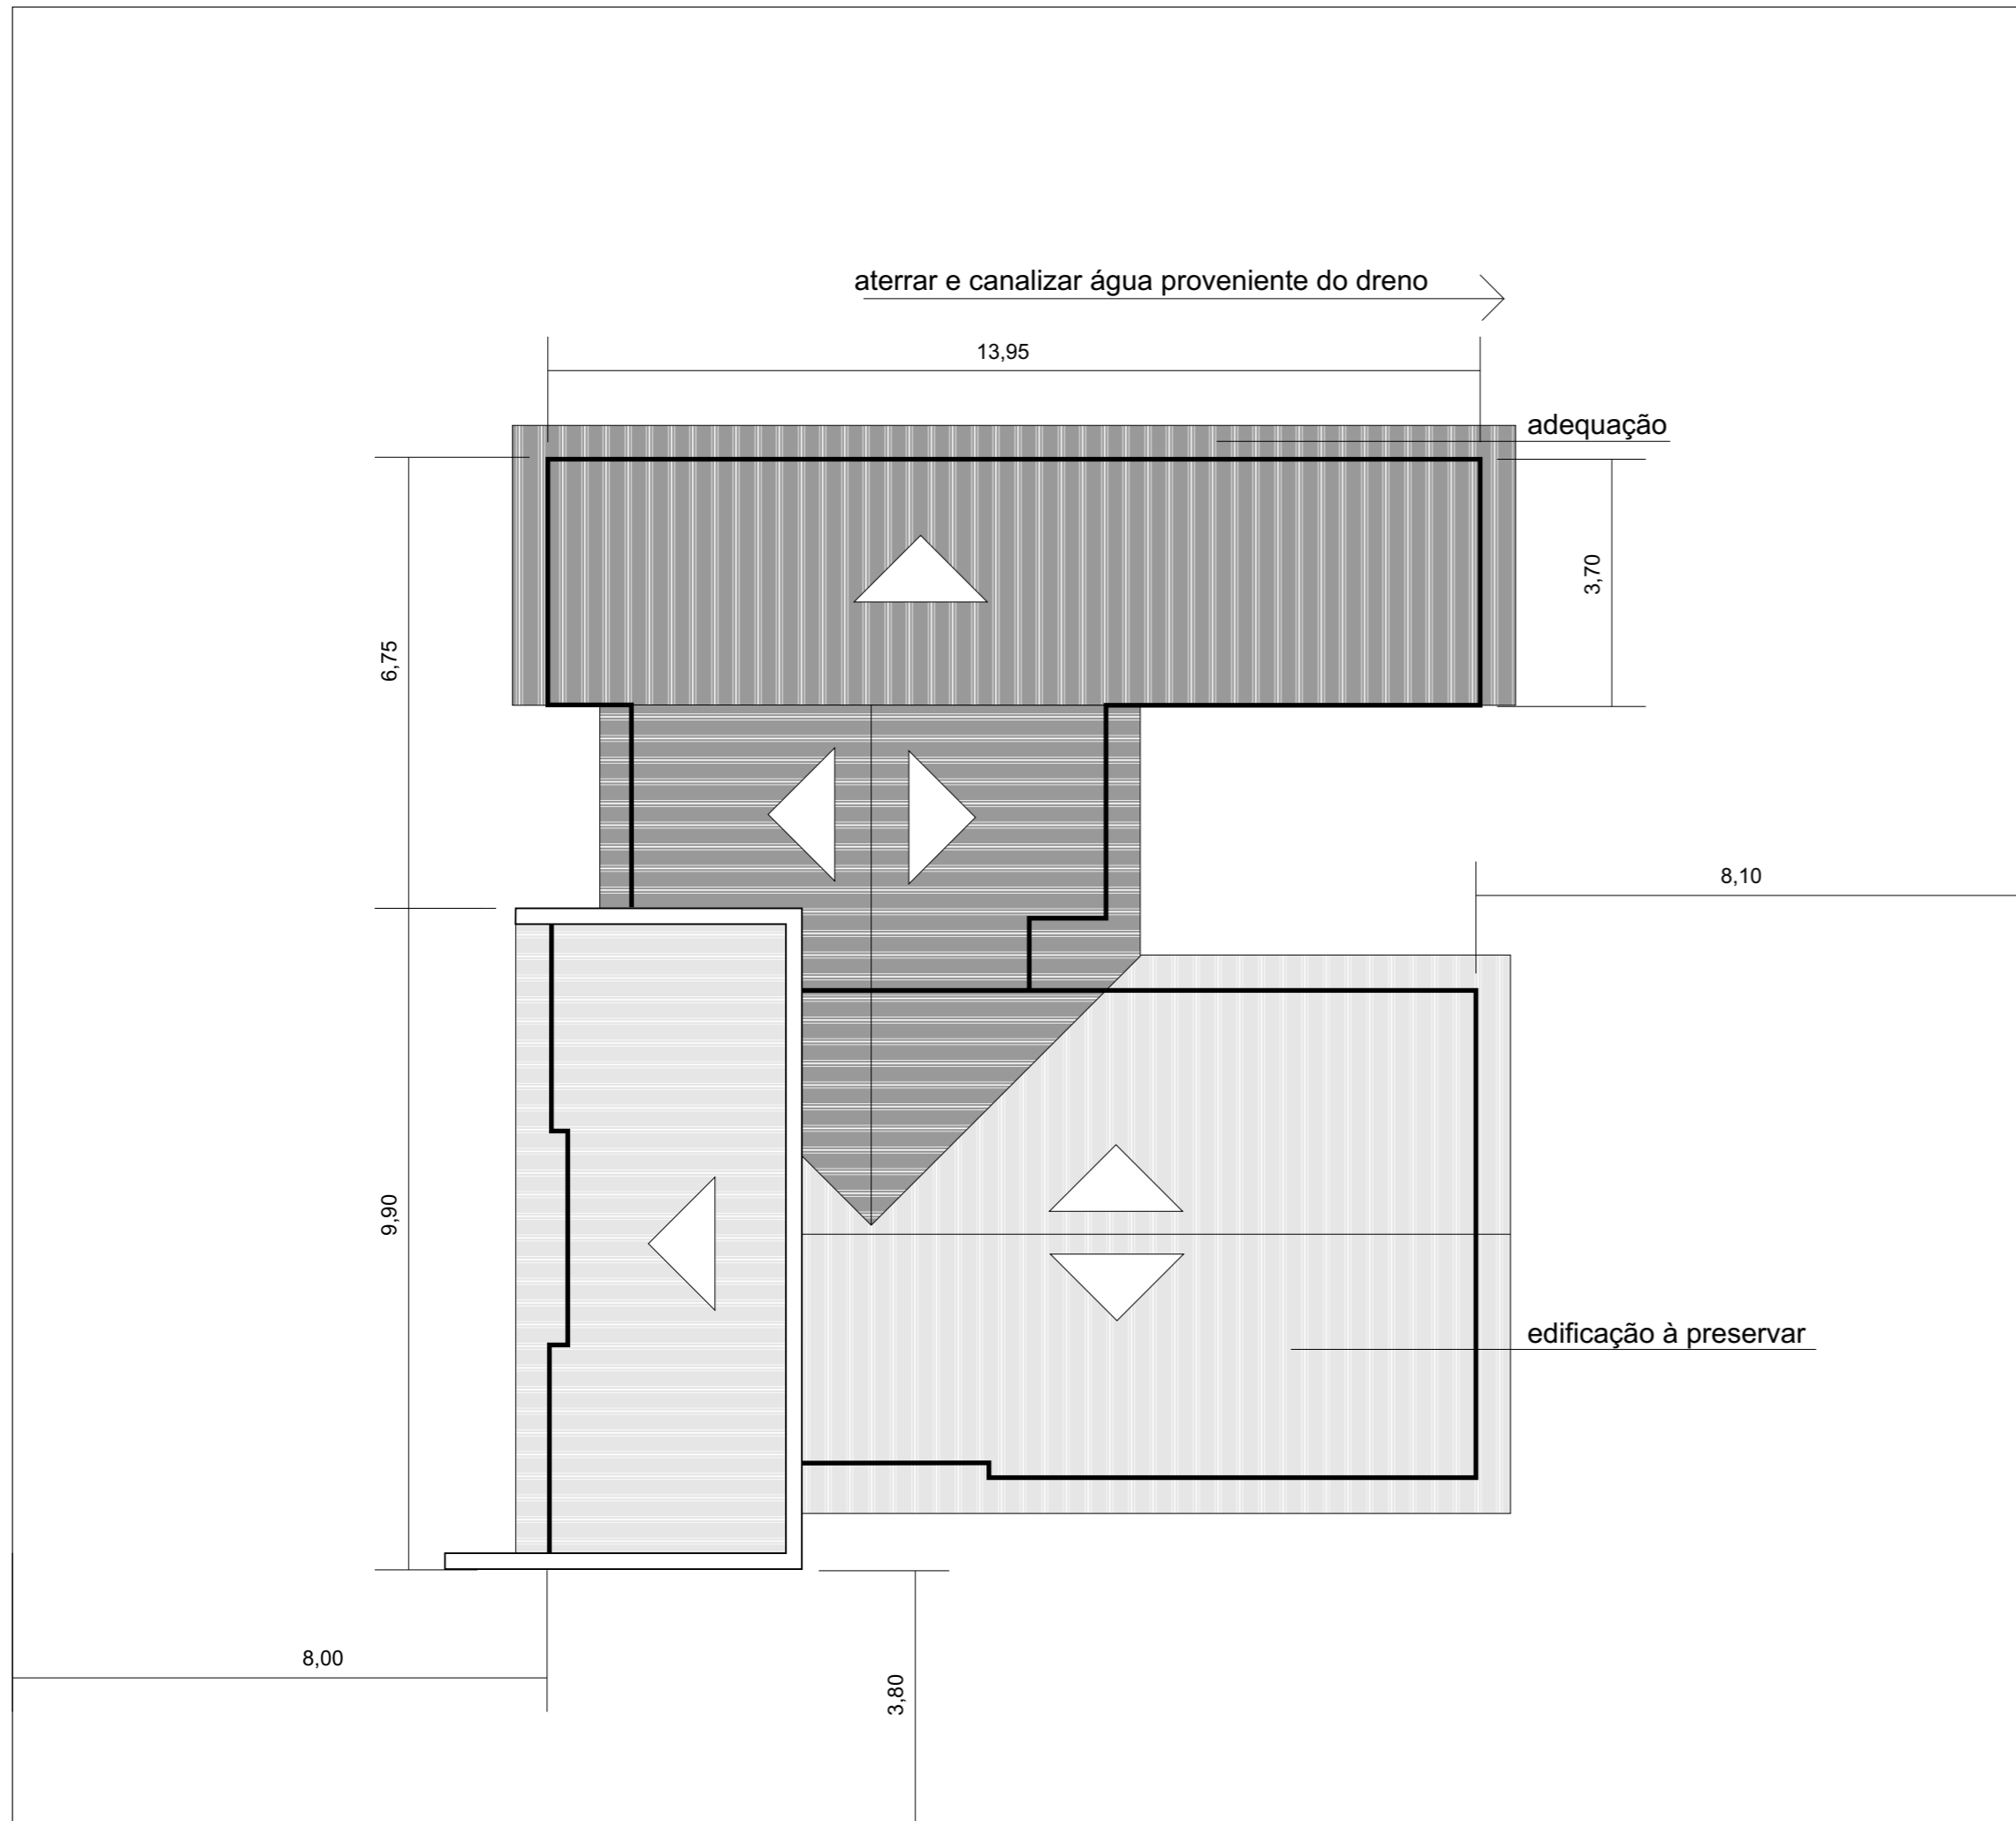 aterrar e canalizar água proveniente do dreno
13,95
adequação
3,70
6,75
8,10
9,90
edificação à preservar
8,00
3,80